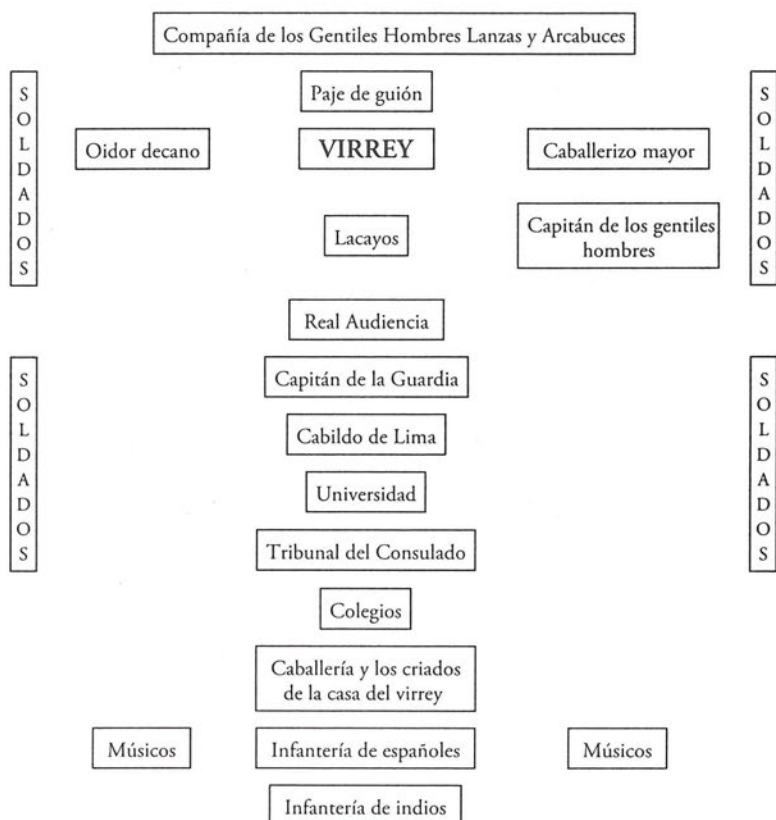 Compañía de los Gentiles Hombres Lanzas y Arcabuces
SOLDADOS
Paje de guión
SOLDADOS
Oidor decano
VIRREY
Caballerizo mayor
Lacayos
Capitán de los gentiles
hombres
Real Audiencia
SOLDADOS
Capitán de la Guardia
SOLDADOS
Cabildo de Lima
Universidad
Tribunal del Consulado
Colegios
Caballería y los criados
de la casa del virrey
Músicos
Infantería de españoles
Músicos
Infantería de indios